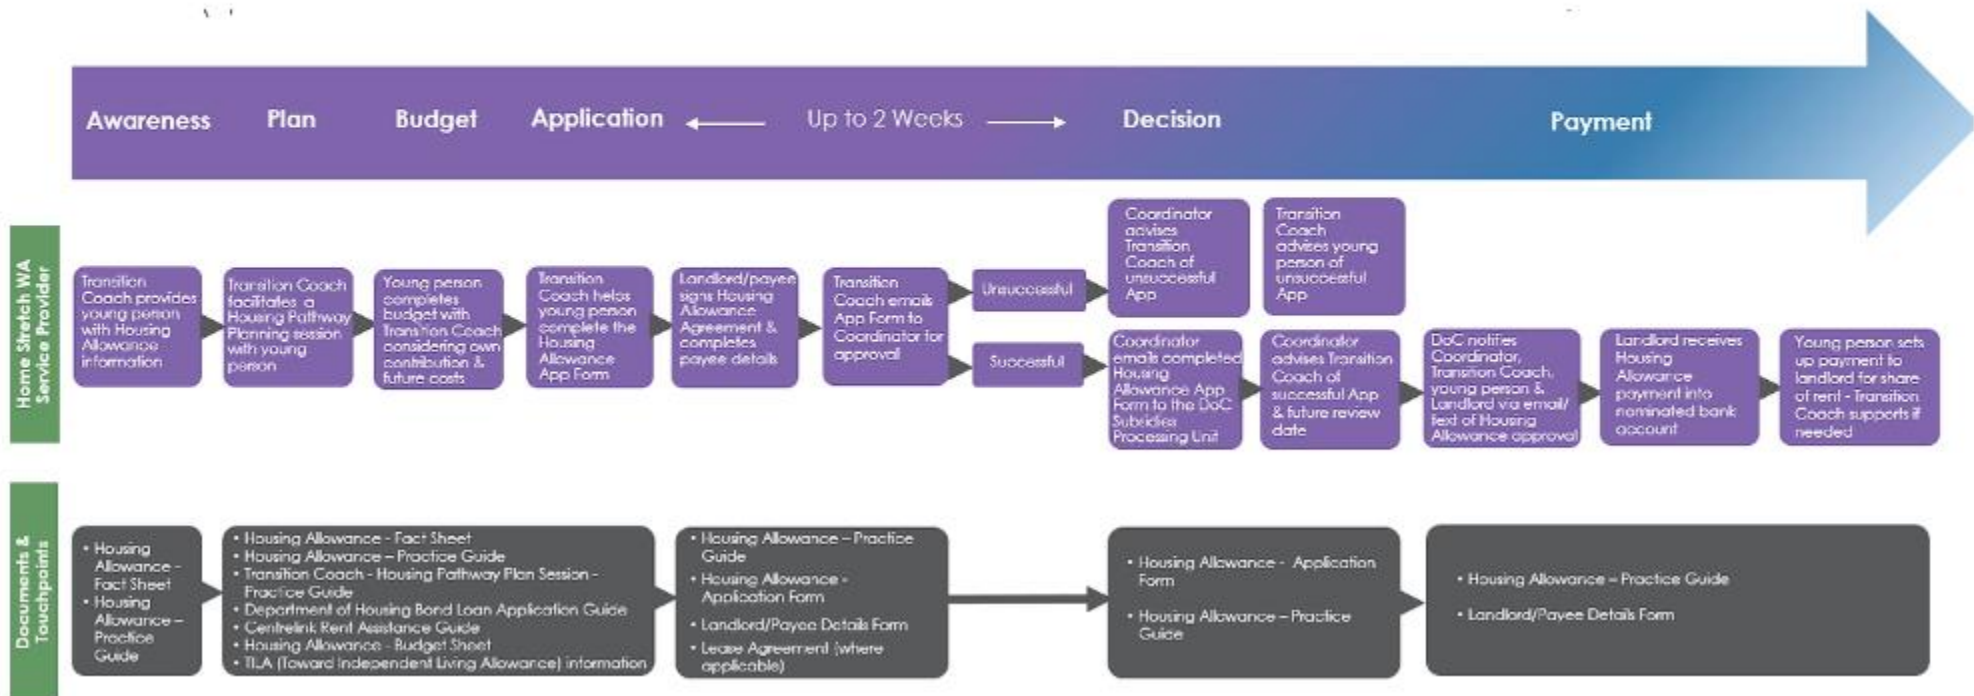 Awareness
Plan
Budget
Application
Up to 2 Weeks
Decision
Payment
Home Stretch WA
Service Provider
Transition
Coach provides
young person
with Housing
Allowance
information
Transition Coach
facilitates a
Housing Pathway
Planning session
with young
person
Young person
completes
budget with
Transition Coach
considering own
contribution &
future costs
Transition
Coach helps
young person
complete the
Housing
Allowance
App Form
Landlord/payee
signs Housing
Allowance
Agreement &
completes
payee details
Transition
Coach emails
App Form to
Coordinator for
approval
Unsuccessful
Coordinator
advises
Transition
Coach of
unsuccessful
App
Transition
Coach
advises young
person of
unsuccessful
App
Successful
Coordinator
emails completed
Housing
Allowance App
Form to the DoC
Subsidies
Processing Unit
Coordinator
advises Transition
Coach of
successful App
& future review
date
DoC notifies
Coordinator,
Transition Coach,
young person &
Landlord via email/
text of Housing
Allowance approval
Landlord receives
Housing
Allowance
payment into
nominated bank
account
Young person sets
up payment to
landlord for share
of rent - Transition
Coach supports if
needed
Documents &
Touchpoints
• Housing
Allowance -
Fact Sheet
• Housing
Allowance –
Practice
Guide
• Housing Allowance - Fact Sheet
• Housing Allowance – Practice Guide
• Transition Coach - Housing Pathway Plan Session -
Practice Guide
• Department of Housing Bond Loan Application Guide
• Centrelink Rent Assistance Guide
• Housing Allowance - Budget Sheet
• TILA (Toward Independent Living Allowance) information
• Housing Allowance – Practice
Guide
• Housing Allowance -
Application Form
• Landlord/Payee Details Form
• Lease Agreement (where
applicable)
• Housing Allowance - Application
Form
• Housing Allowance – Practice
Guide
• Housing Allowance – Practice Guide
• Landlord/Payee Details Form